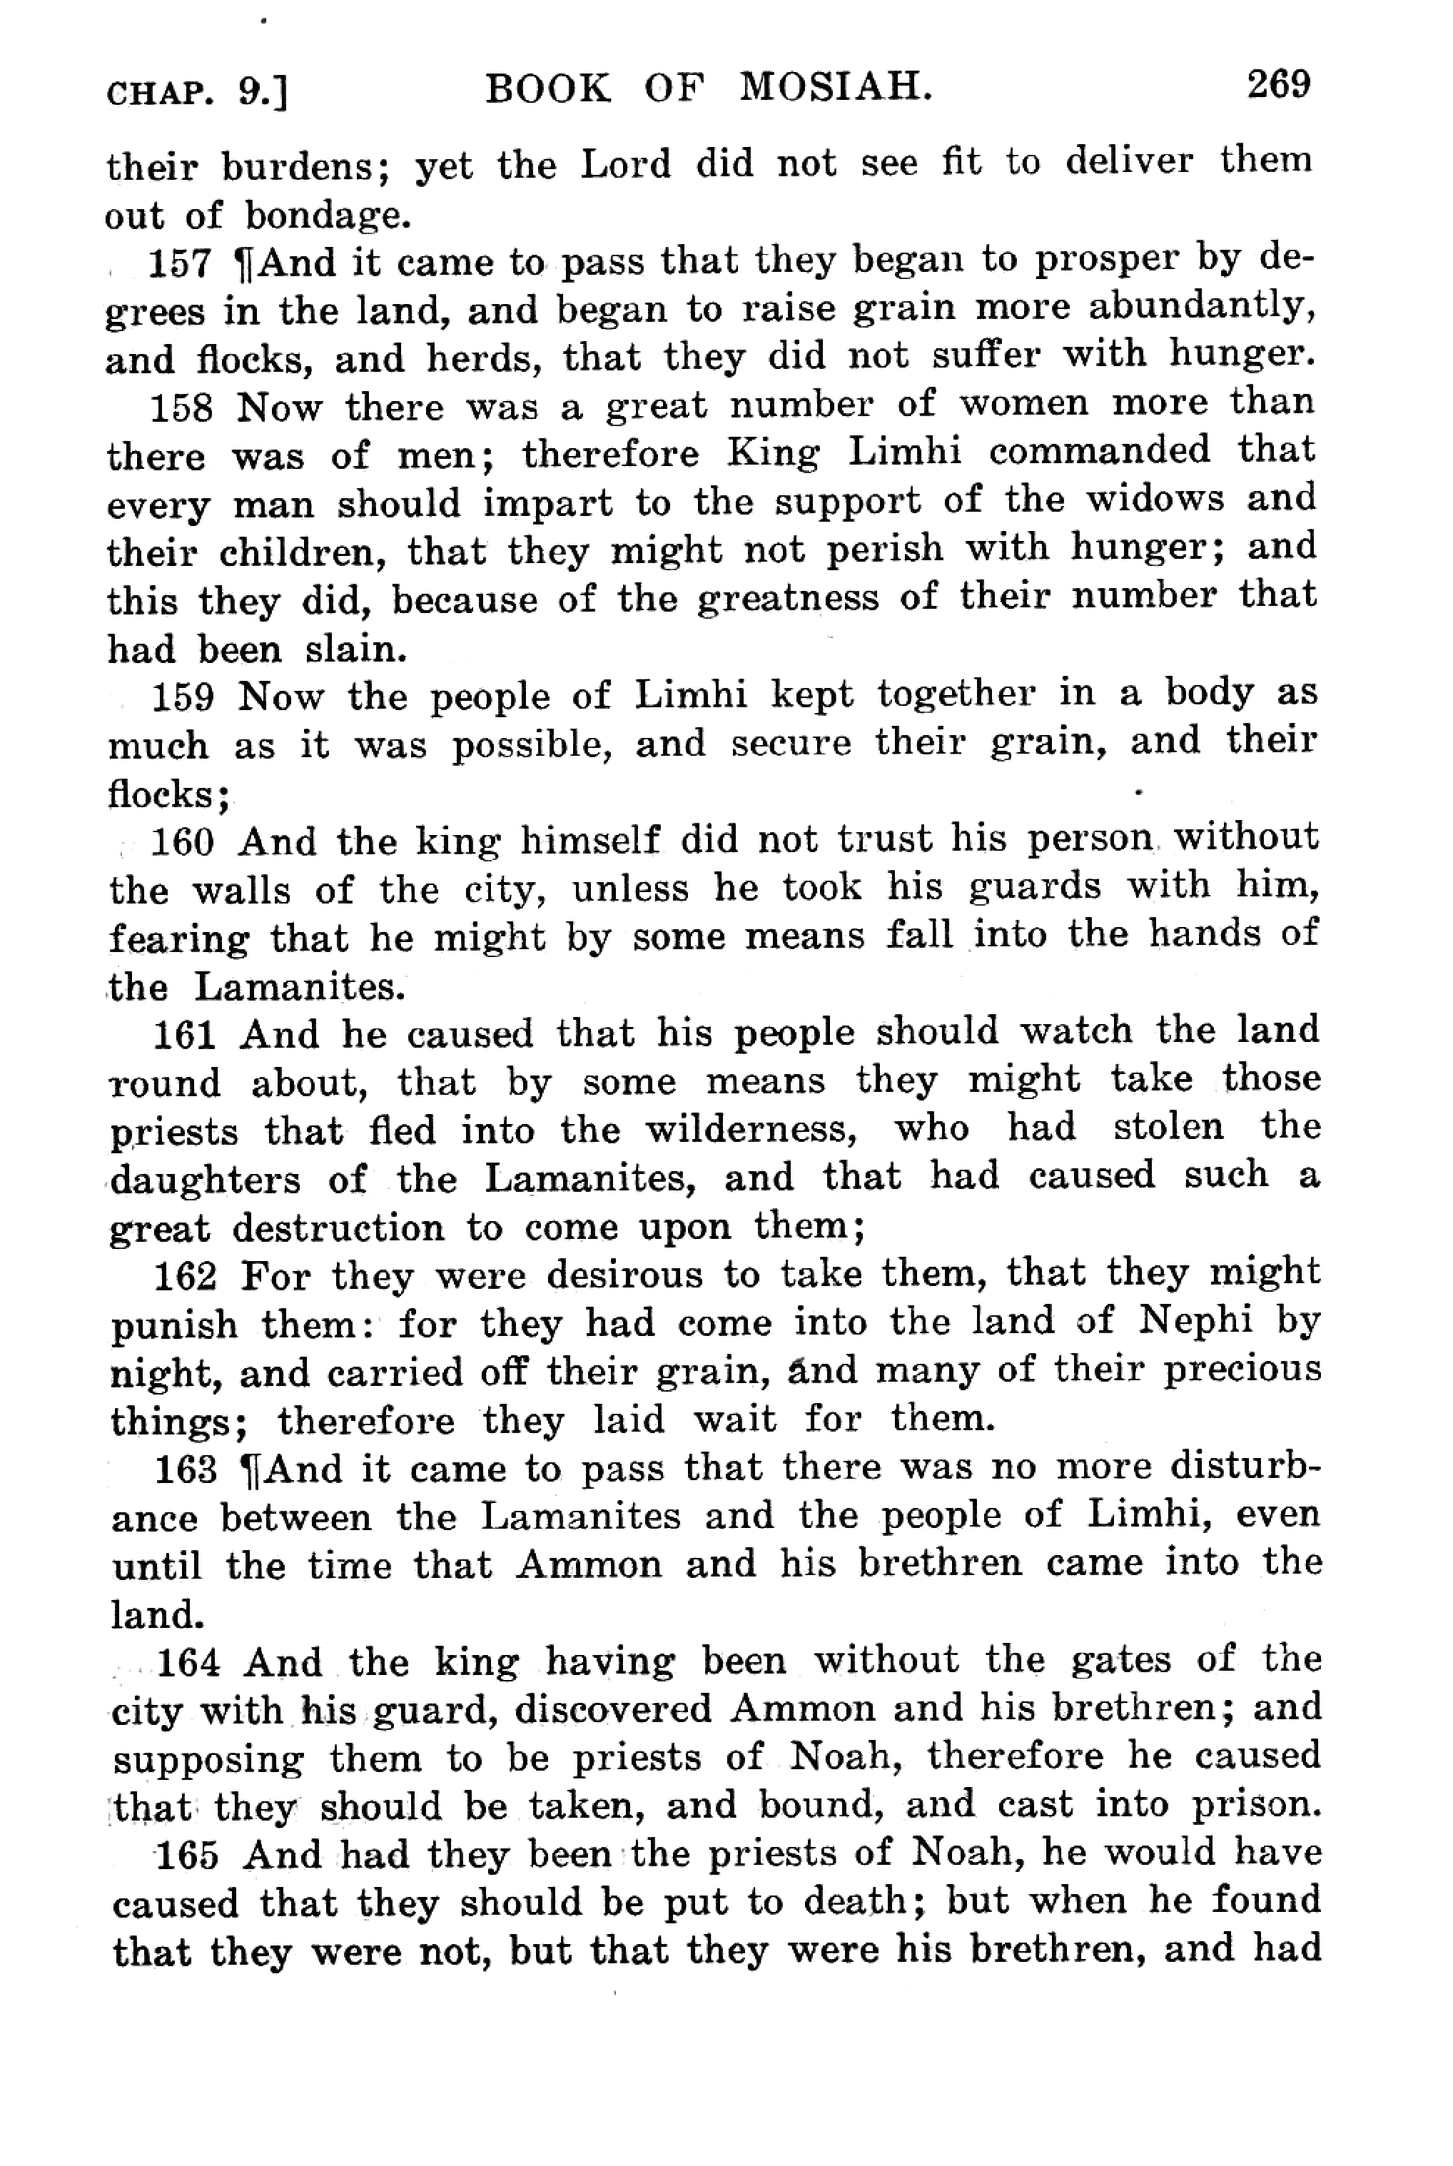 CHAP. 9.] BOOK OF MOSIAH. 269
their burdens; yet the Lord did not see fit to deliver them
out of bondage.
157 ¶And it came to pass that they began to prosper by de-
grees in the land, and began to raise grain more abundantly,
and flocks, and herds, that they did not suffer with hunger.
158 Now there was a great number of women more than
there was of men; therefore King Limhi commanded that
every man should impart to the support of the widows and
their children, that they might not perish with hunger; and
this they did, because of the greatness of their number that
had been slain.
159 Now the people of Limhi kept together in a body as
much as it was possible, and secure their grain, and their
flocks;
160 And the king himself did not trust his person without
the walls of the city, unless he took his guards with him,
fearing that he might by some means fall into the hands of
the Lamanites.
161 And he caused that his people should watch the land
round about, that by some means they might take those
priests that fled into the wilderness, who had stolen the
daughters of the Lamanites, and that had caused such a
great destruction to come upon them;
162 For they were desirous to take them, that they might
punish them: for they had come into the land of Nephi by
night, and carried off their grain, and many of their precious
things; therefore they laid wait for them.
163 ¶And it came to pass that there was no more disturb-
ance between the Lamanites and the people of Limhi, even
until the time that Ammon and his brethren came into the
land.
164 And the king having been without the gates of the
city with his guard, discovered Ammon and his brethren; and
supposing them to be priests of Noah, therefore he caused
that they should be taken, and bound, and cast into prison.
165 And had they been the priests of Noah, he would have
caused that they should be put to death; but when he found
that they were not, but that they were his brethren, and had